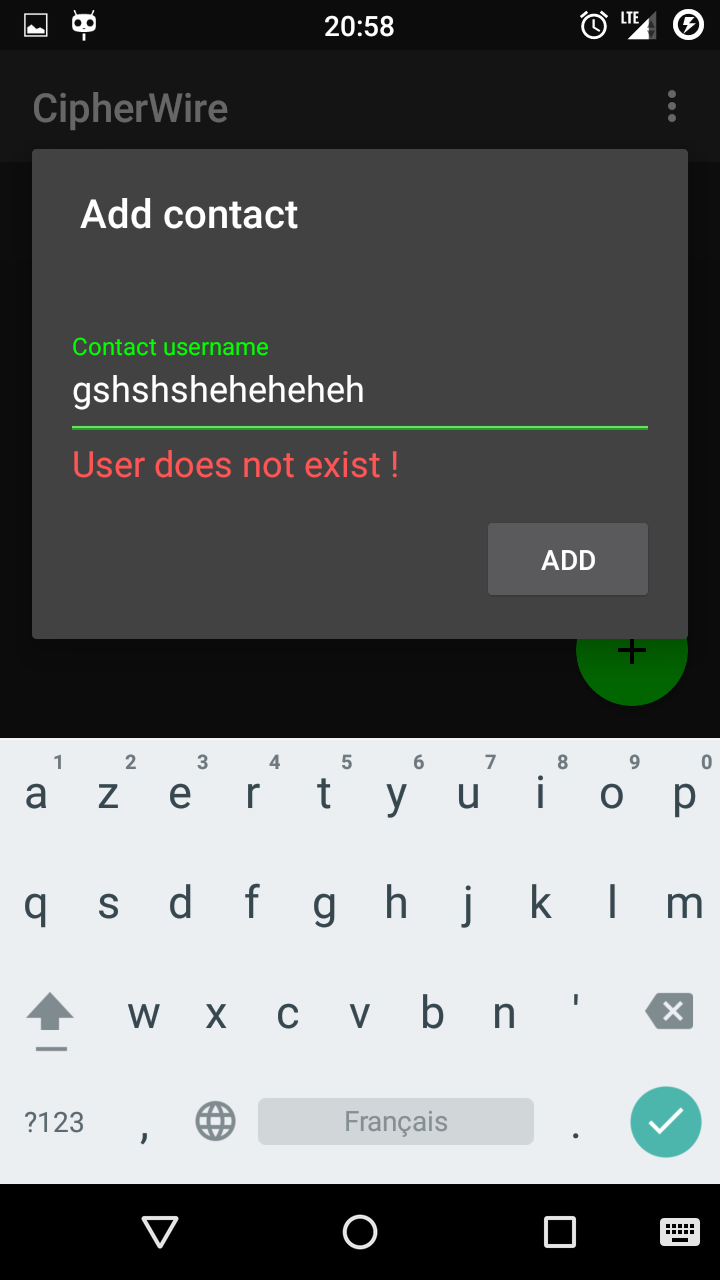 20:58
LTE
CipherWire
Add contact
Contact username
gshshsheheheheh
User does not exist !
ADD
1 2 3 4 5 6 7 8 9 0
a z e r t y u i o p
q s d f g h j k l m
w x c v b n '
?123 , Français .